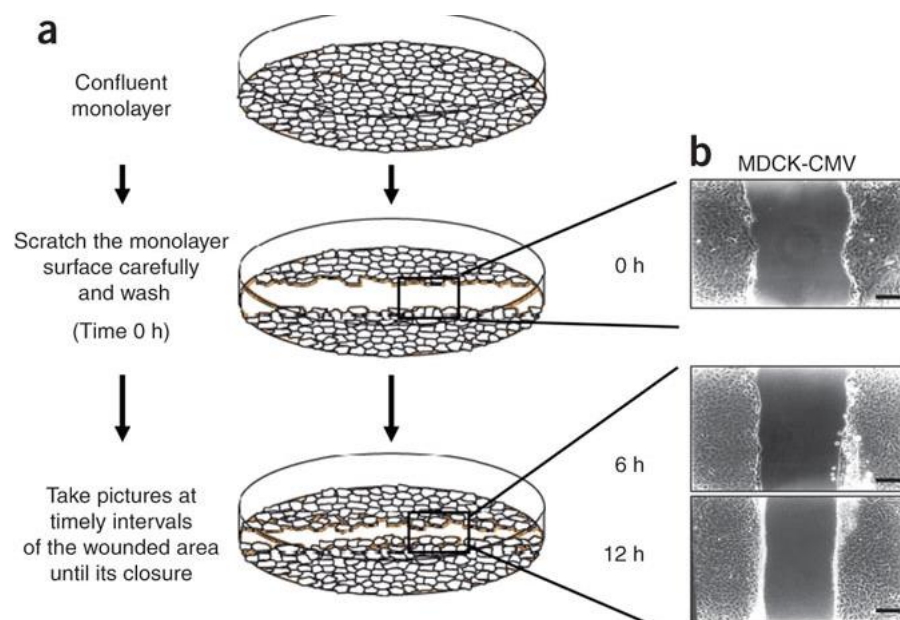 a
Confluent
monolayer
Scratch the monolayer
surface carefully
and wash
(Time 0 h)
Take pictures at
timely intervals
of the wounded area
until its closure
b
MDCK-CMV
0 h
6 h
12 h